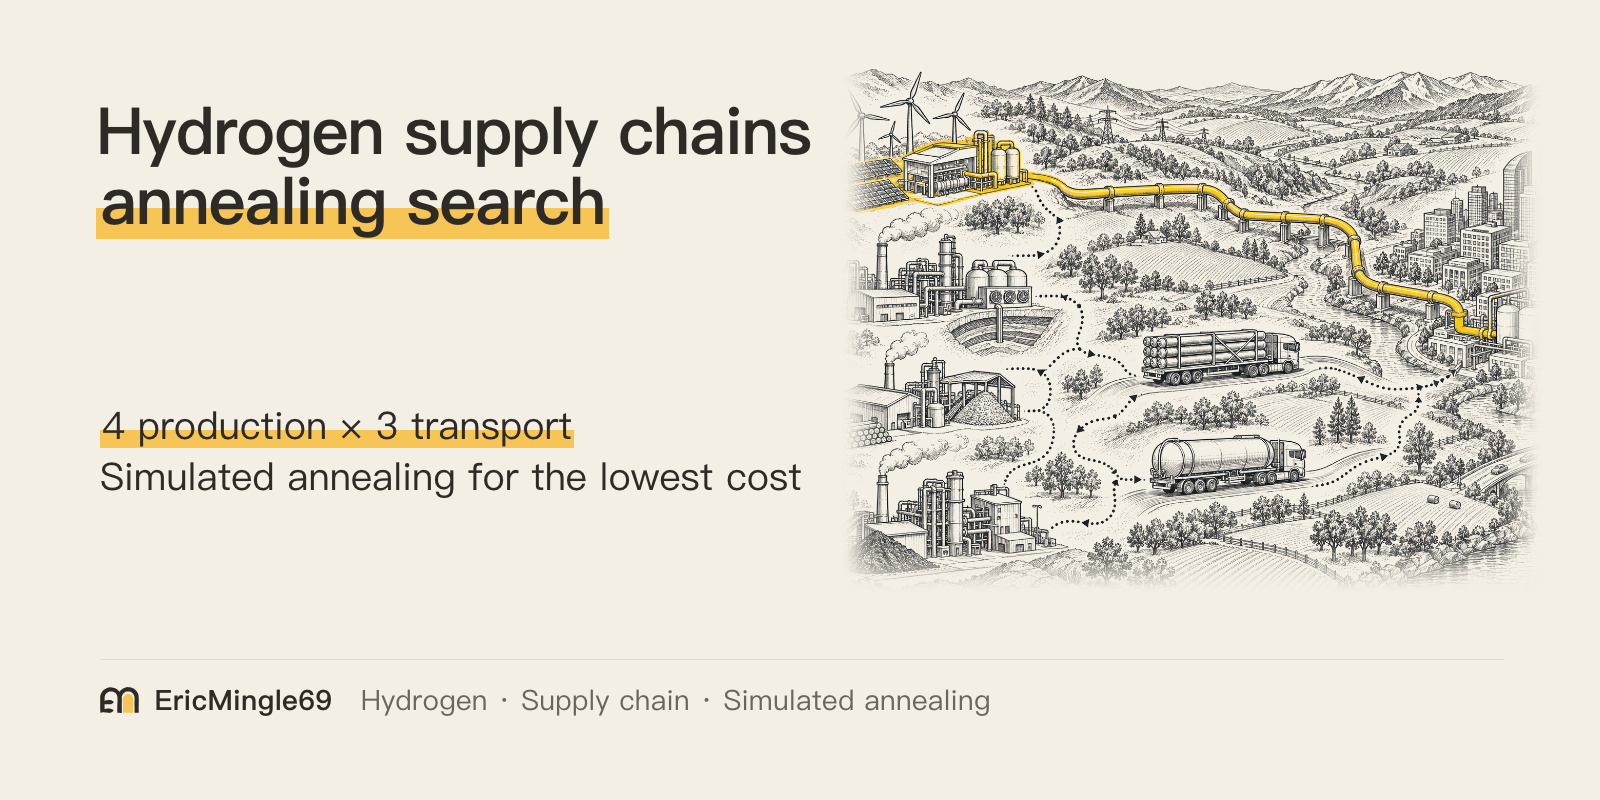 Hydrogen supply chains
annealing search
4 production × 3 transport
Simulated annealing for the lowest cost
EricMingle69 Hydrogen · Supply chain · Simulated annealing